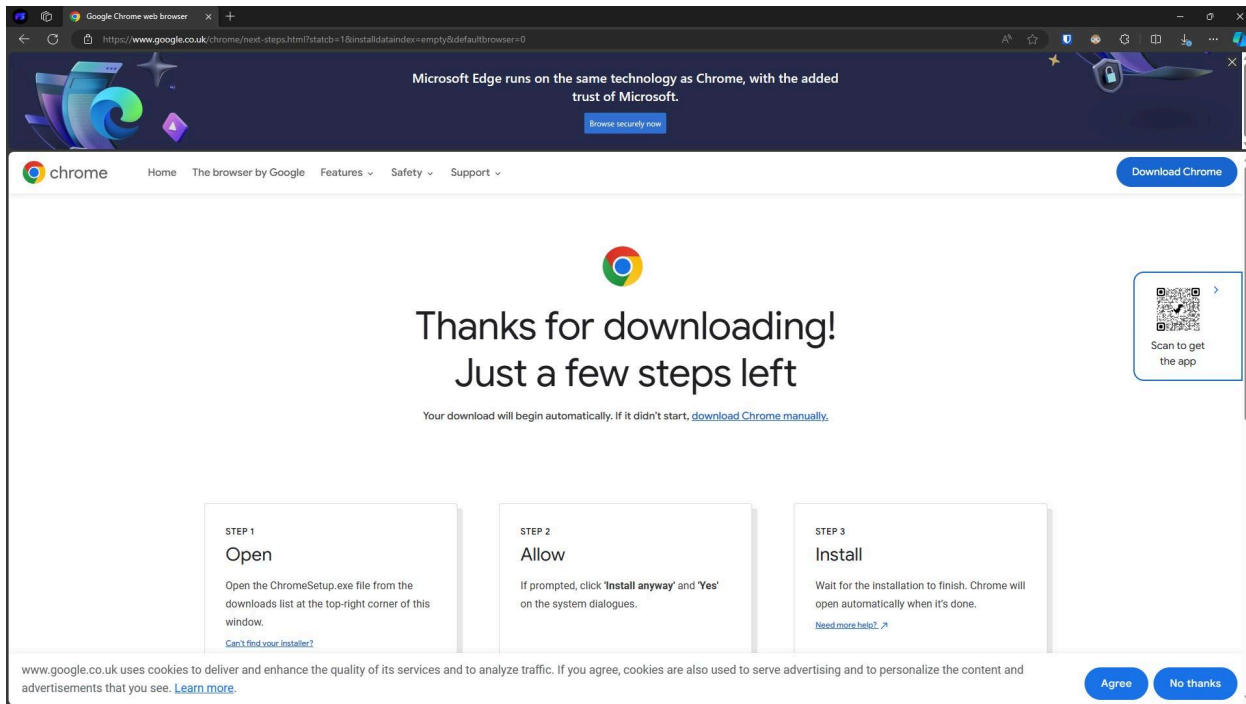 Google Chrome web browser
https://www.google.co.uk/chrome/next-steps.html?statcb=1&installdataindex=empty&defaultbrowser=0
Microsoft Edge runs on the same technology as Chrome, with the added
trust of Microsoft.
Browse securely now
chrome
Home The browser by Google Features Safety Support
Download Chrome
Thanks for downloading!
Just a few steps left
Your download will begin automatically. If it didn't start, download Chrome manually.
Scan to get
the app
STEP 1
Open
Open the ChromeSetup.exe file from the
downloads list at the top-right corner of this
window.
Can't find your installer?
STEP 2
Allow
If prompted, click 'Install anyway' and 'Yes'
on the system dialogues.
STEP 3
Install
Wait for the installation to finish. Chrome will
open automatically when it's done.
Need more help?
www.google.co.uk uses cookies to deliver and enhance the quality of its services and to analyze traffic. If you agree, cookies are also used to serve advertising and to personalize the content and
advertisements that you see. Learn more.
Agree
No thanks